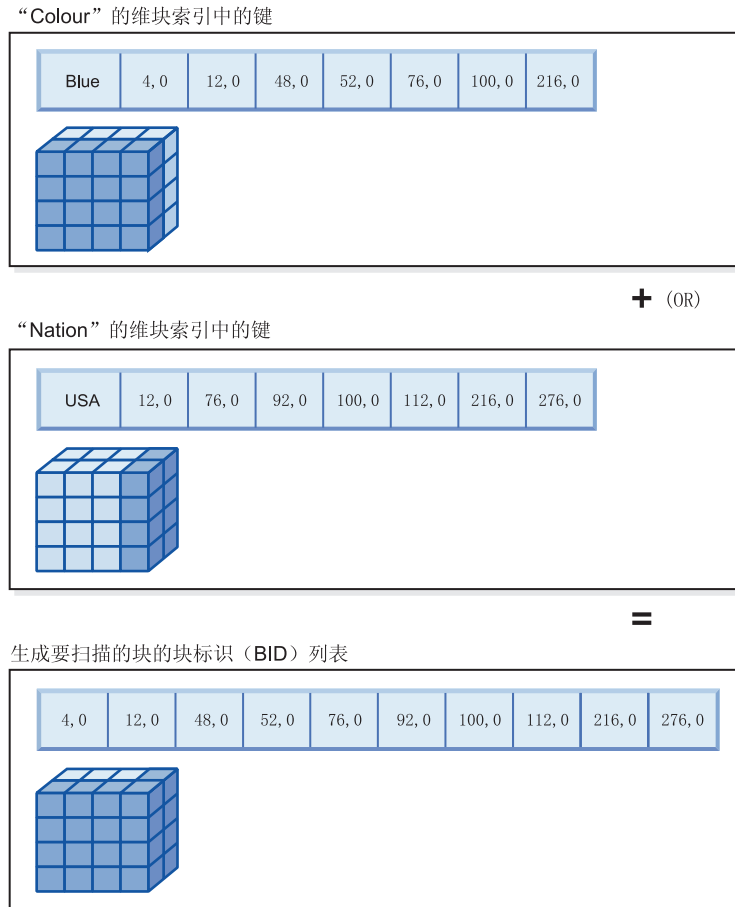 “Colour”的维块索引中的键
Blue 4,0 12,0 48,0 52,0 76,0 100,0 216,0
+ (OR)
“Nation”的维块索引中的键
USA 12,0 76,0 92,0 100,0 112,0 216,0 276,0
=
生成要扫描的块的块标识（BID）列表
4,0 12,0 48,0 52,0 76,0 92,0 100,0 112,0 216,0 276,0